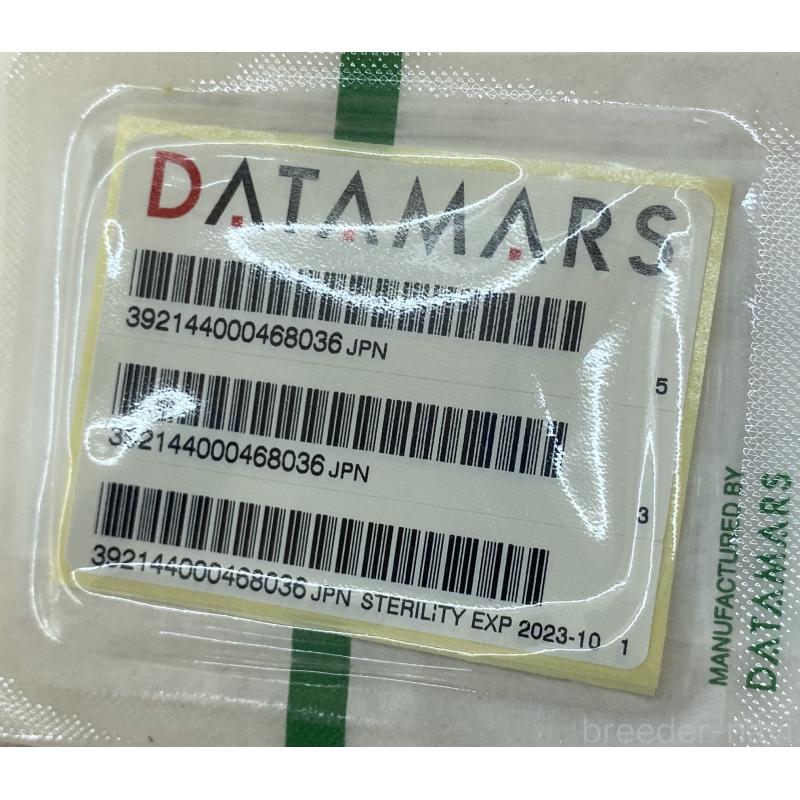 DATAMARS
392144000468036 JPN
5
392144000468036 JPN
3
392144000468036 JPN STERILITY EXP 2023-10 1
MANUFACTURED BY
DATAMARS